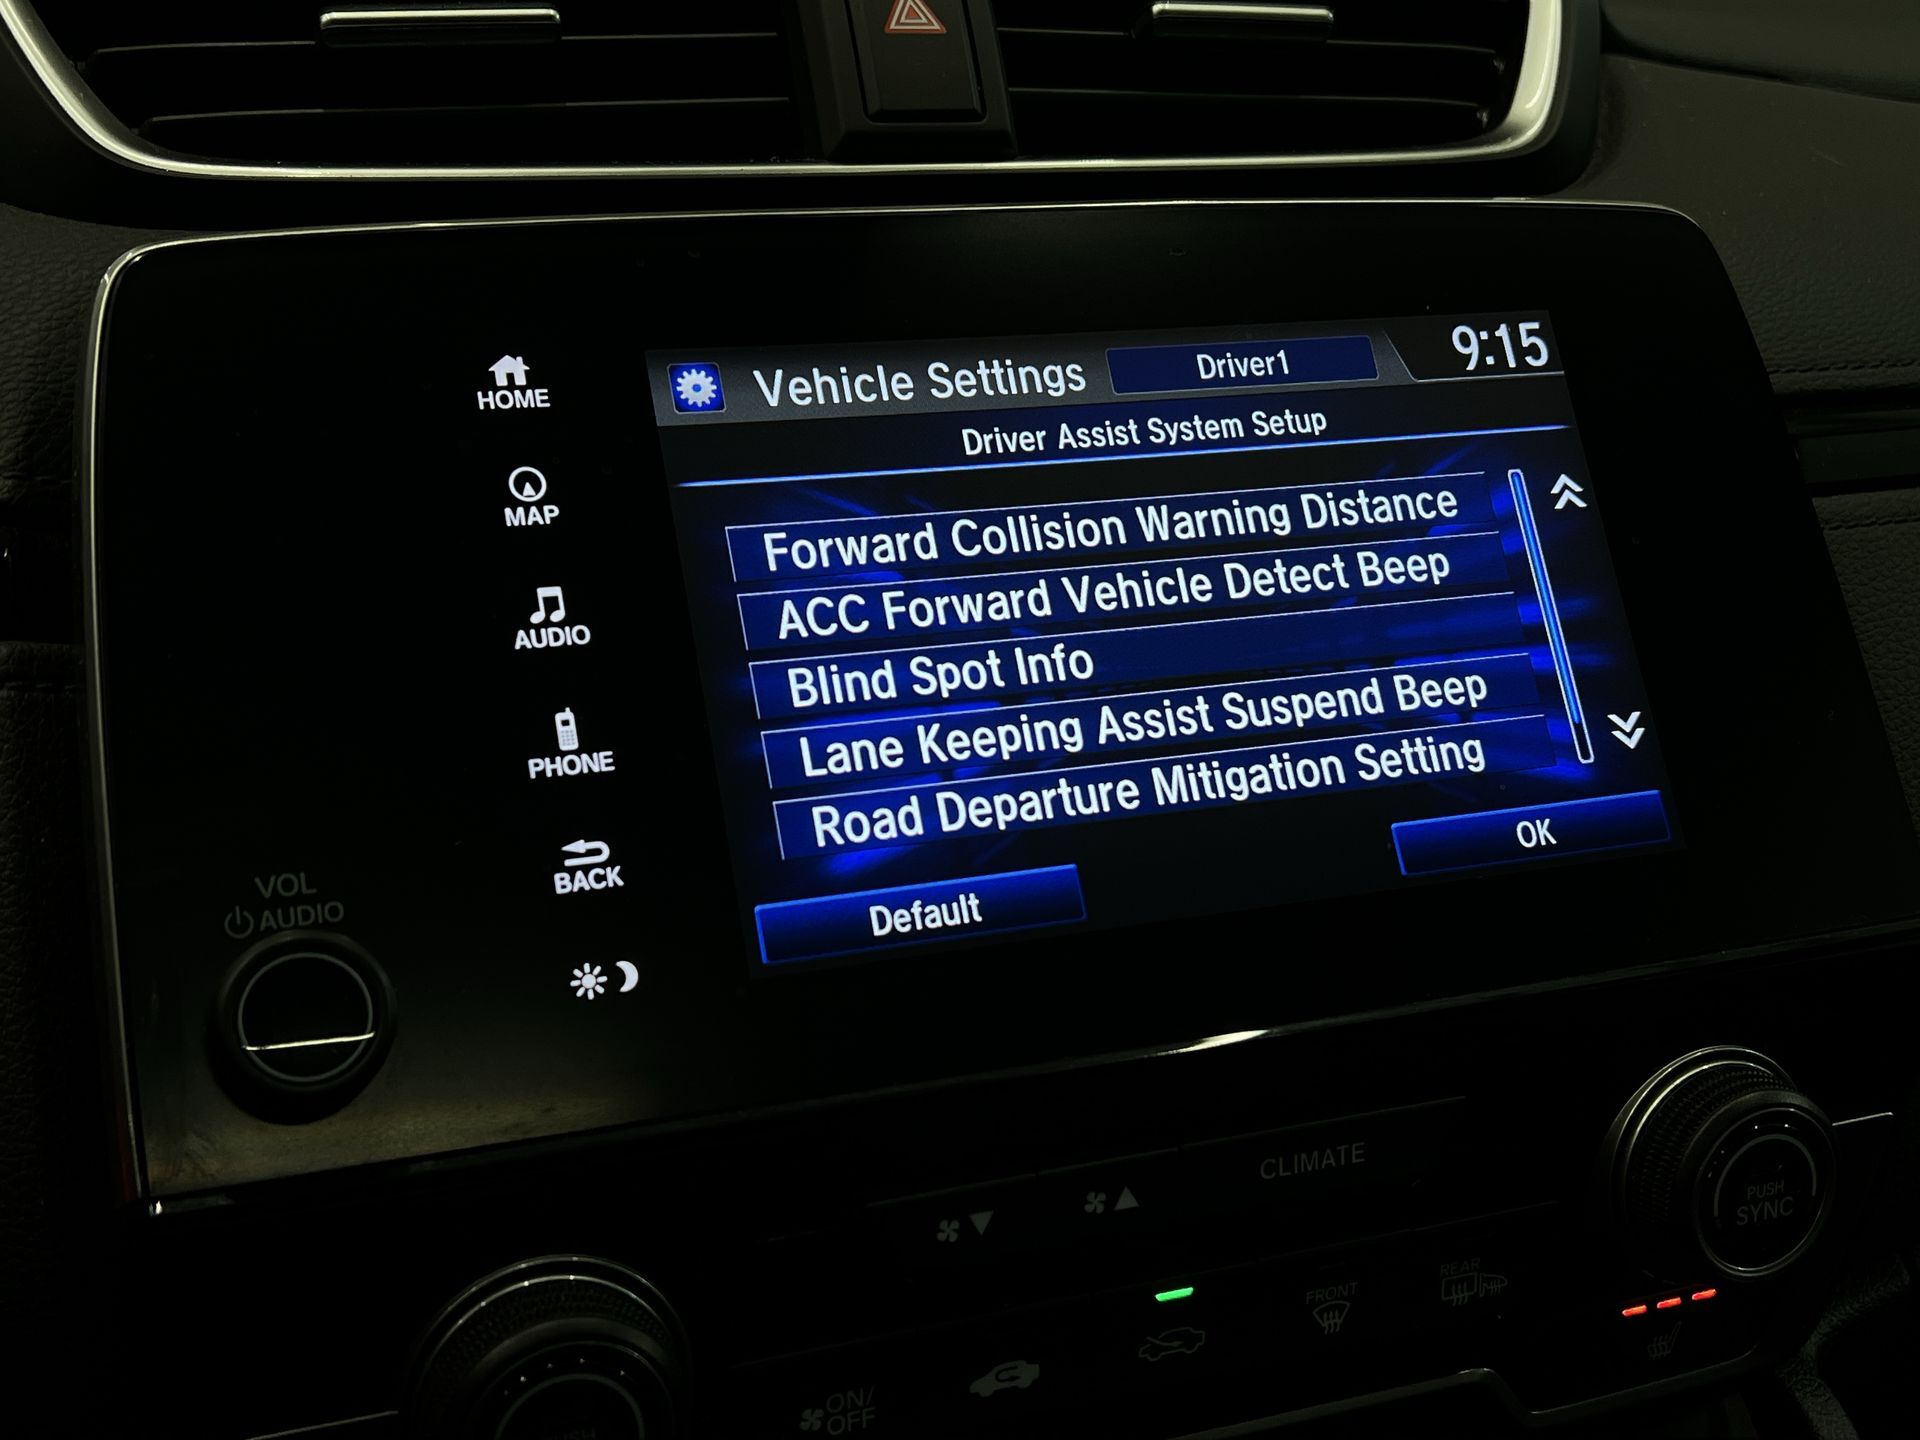 HOME
MAP
AUDIO
PHONE
BACK
VOL
AUDIO
Vehicle Settings
Driver1
9:15
Driver Assist System Setup
Forward Collision Warning Distance
ACC Forward Vehicle Detect Beep
Blind Spot Info
Lane Keeping Assist Suspend Beep
Road Departure Mitigation Setting
Default
OK
CLIMATE
PUSH
SYNC
FRONT
REAR
ON/
OFF
PUSH